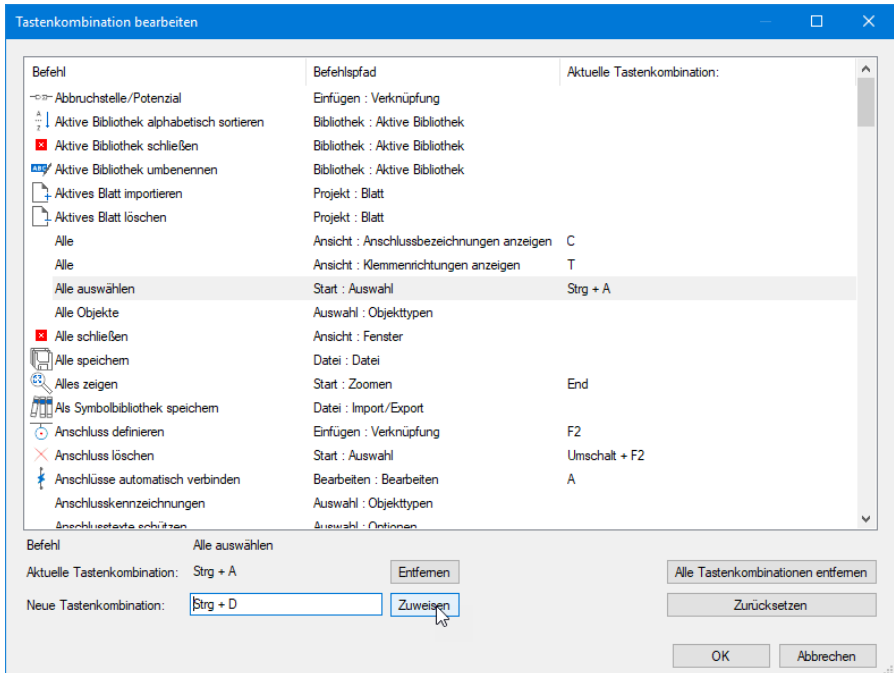 Tastenkombination bearbeiten
Befehl Befehlspfad Aktuelle Tastenkombination:
Abbruchstelle/Potenzial Einfügen : Verknüpfung
Aktive Bibliothek alphabetisch sortieren Bibliothek : Aktive Bibliothek
Aktive Bibliothek schließen Bibliothek : Aktive Bibliothek
ABC Aktive Bibliothek umbenennen Bibliothek : Aktive Bibliothek
Aktives Blatt importieren Projekt : Blatt
Aktives Blatt löschen Projekt : Blatt
Alle Ansicht : Anschlussbezeichnungen anzeigen C
Alle Ansicht : Klemmenrichtungen anzeigen T
Alle auswählen Start : Auswahl Strg + A
Alle Objekte Auswahl : Objekttypen
Alle schließen Ansicht : Fenster
Alle speichern Datei : Datei
Alles zeigen Start : Zoomen End
Als Symbolbibliothek speichern Datei : Import/Export
Anschluss definieren Einfügen : Verknüpfung F2
Anschluss löschen Start : Auswahl Umschalt + F2
Anschlüsse automatisch verbinden Bearbeiten : Bearbeiten A
Anschlusskennzeichnungen Auswahl : Objekttypen
Anschlusstexte schützen Auswahl : Optionen
Befehl Alle auswählen
Aktuelle Tastenkombination: Strg + A Entfernen Alle Tastenkombinationen entfernen
Neue Tastenkombination: Strg + D Zuweisen Zurücksetzen
OK Abbrechen